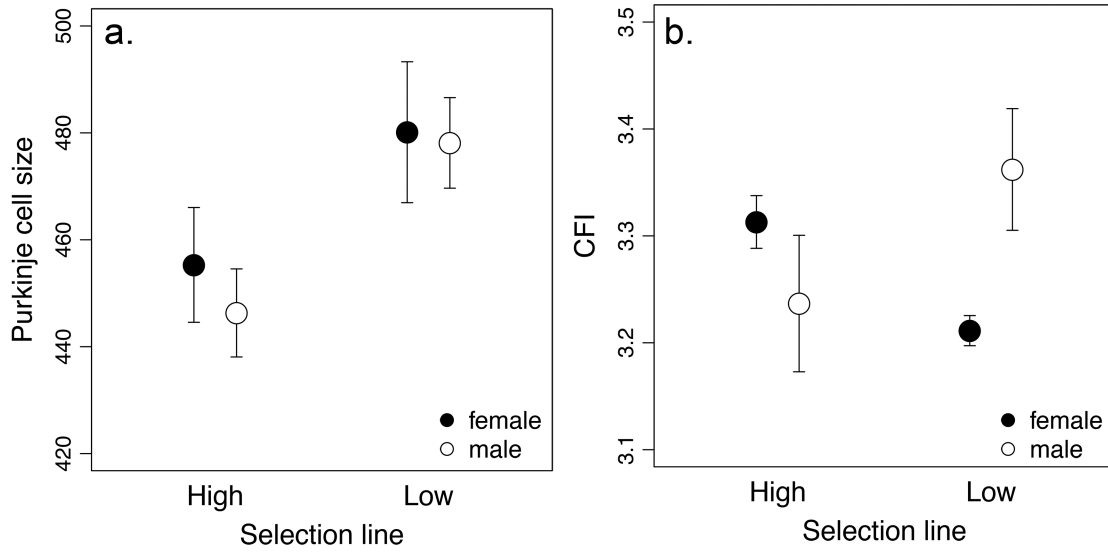 a.
Purkinje cell size
500
480
460
440
420
female
male
High
Low
Selection line
b.
CFI
3.5
3.4
3.3
3.2
3.1
female
male
High
Low
Selection line